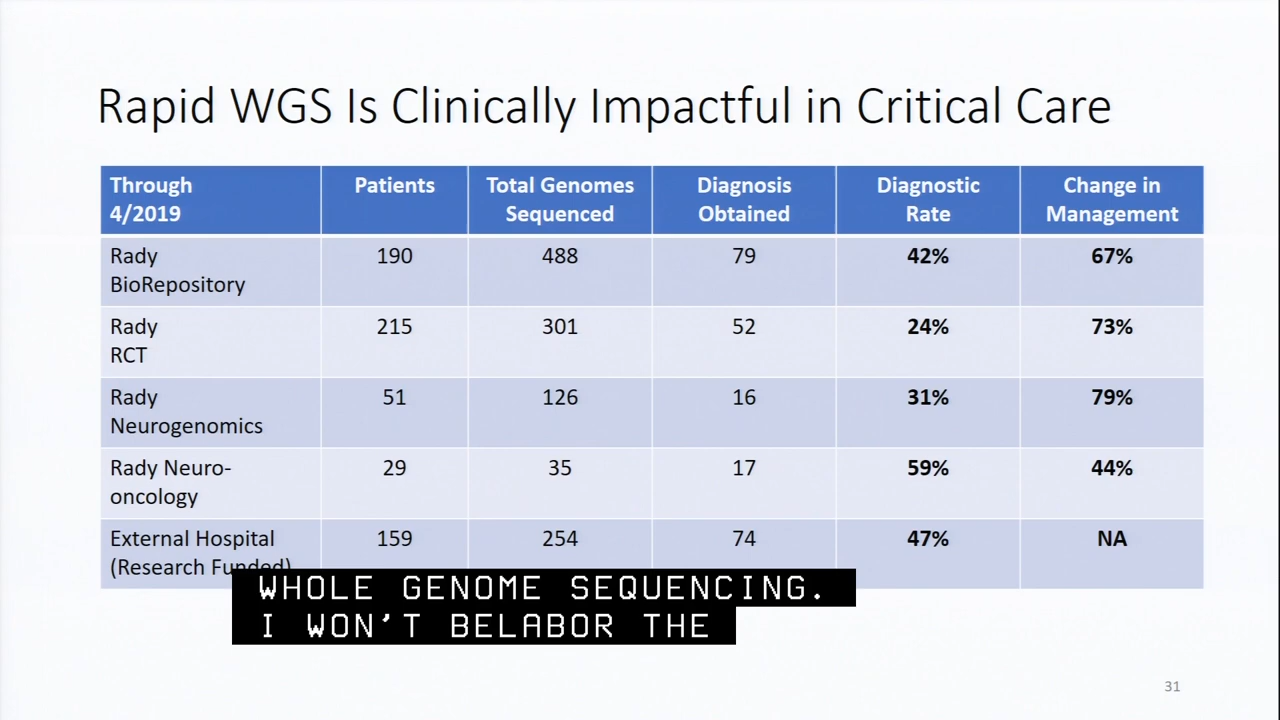 Rapid WGS Is Clinically Impactful in Critical Care
Through Patients Total Genomes Diagnosis Diagnostic Change in
4/2019 Sequenced Obtained Rate Management
Rady 190 488 79 42% 67%
BioRepository
Rady 215 301 52 24% 73%
RCT
Rady 51 126 16 31% 79%
Neurogenomics
Rady Neuro- 29 35 17 59% 44%
oncology
External Hospital 159 254 74 47% NA
(Research Funded)
WHOLE GENOME SEQUENCING.
I WON'T BELABOR THE
31